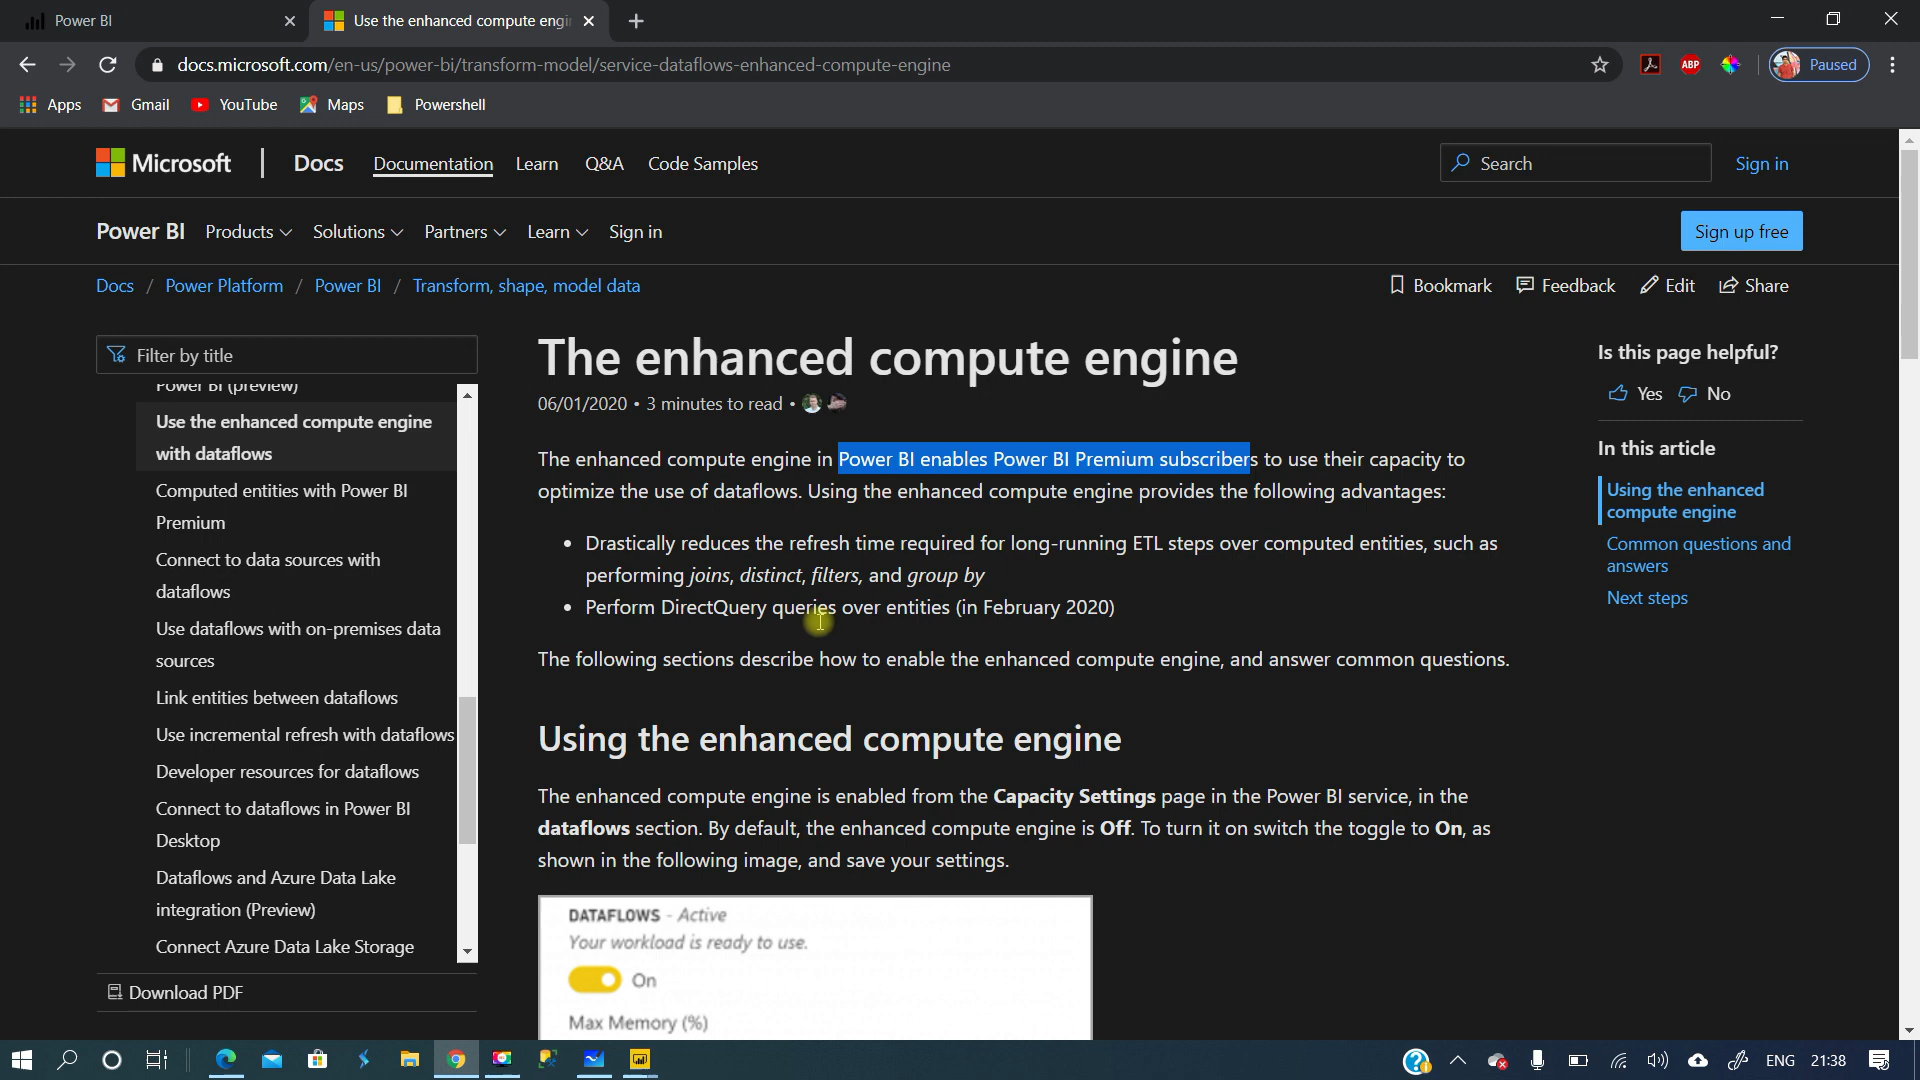 Power BI
Use the enhanced compute engi
docs.microsoft.com/en-us/power-bi/transform-model/service-dataflows-enhanced-compute-engine
ABP
Paused
Apps
Gmail
YouTube
Maps
Powershell
Microsoft
Docs
Documentation
Learn
Q&A
Code Samples
Search
Sign in
Power BI
Products
Solutions
Partners
Learn
Sign in
Sign up free
Docs / Power Platform / Power BI / Transform, shape, model data
Bookmark
Feedback
Edit
Share
Filter by title
Power BI (preview)
Use the enhanced compute engine
with dataflows
Computed entities with Power BI
Premium
Connect to data sources with
dataflows
Use dataflows with on-premises data
sources
Link entities between dataflows
Use incremental refresh with dataflows
Developer resources for dataflows
Connect to dataflows in Power BI
Desktop
Dataflows and Azure Data Lake
integration (Preview)
Connect Azure Data Lake Storage
Download PDF
The enhanced compute engine
06/01/2020 • 3 minutes to read •
The enhanced compute engine in Power BI enables Power BI Premium subscribers to use their capacity to
optimize the use of dataflows. Using the enhanced compute engine provides the following advantages:
• Drastically reduces the refresh time required for long-running ETL steps over computed entities, such as
performing joins, distinct, filters, and group by
• Perform DirectQuery queries over entities (in February 2020)
The following sections describe how to enable the enhanced compute engine, and answer common questions.
Using the enhanced compute engine
The enhanced compute engine is enabled from the Capacity Settings page in the Power BI service, in the
dataflows section. By default, the enhanced compute engine is Off. To turn it on switch the toggle to On, as
shown in the following image, and save your settings.
DATAFLOWS - Active
Your workload is ready to use.
On
Max Memory (%)
Is this page helpful?
Yes
No
In this article
Using the enhanced
compute engine
Common questions and
answers
Next steps
ENG
21:38